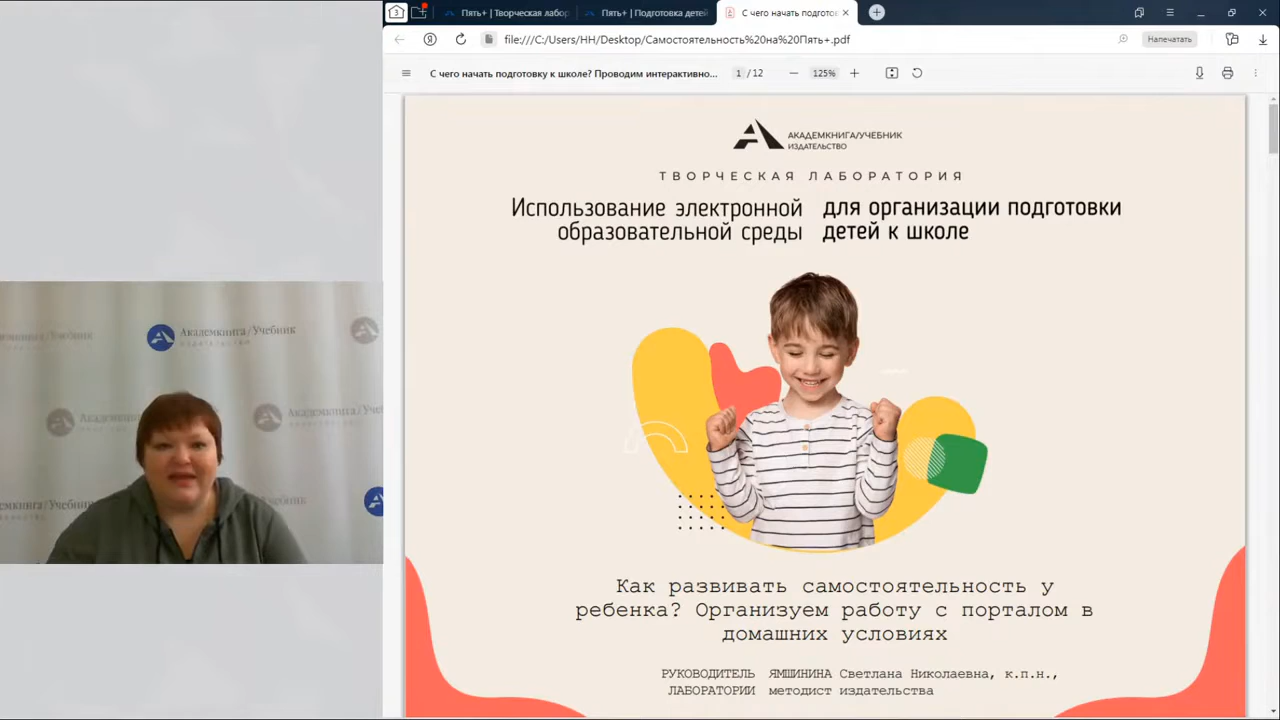 3
Пять+ | Творческая лабор
Пять+ | Подготовка детей
С чего начать подготов
file:///C:/Users/HH/Desktop/Самостоятельность%20на%20Пять+.pdf
Напечатать
С чего начать подготовку к школе? Проводим интерактивно...
1 / 12
125%
АКАДЕМКНИГА/УЧЕБНИК
ИЗДАТЕЛЬСТВО
ТВОРЧЕСКАЯ ЛАБОРАТОРИЯ
Использование электронной для организации подготовки
образовательной среды детей к школе
Академкнига/Учебник
ИЗДАТЕЛЬСТВО
Как развивать самостоятельность у
ребенка? Организуем работу с порталом в
домашних условиях
РУКОВОДИТЕЛЬ ЯМШИНИНА Светлана Николаевна, к.п.н.,
ЛАБОРАТОРИИ методист издательства